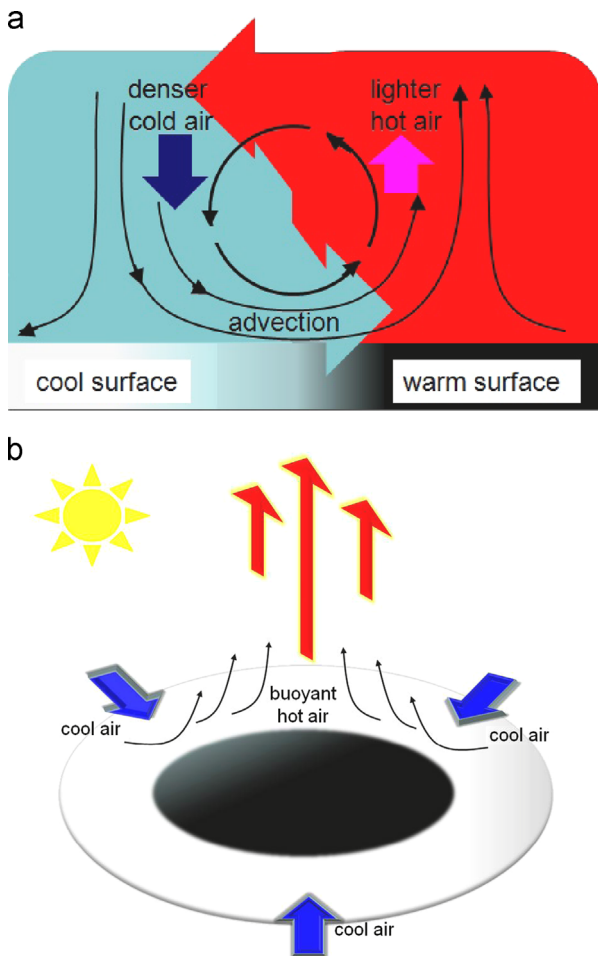 a
denser
cold air
lighter
hot air
advection
cool surface
warm surface
b
buoyant
hot air
cool air
cool air
cool air